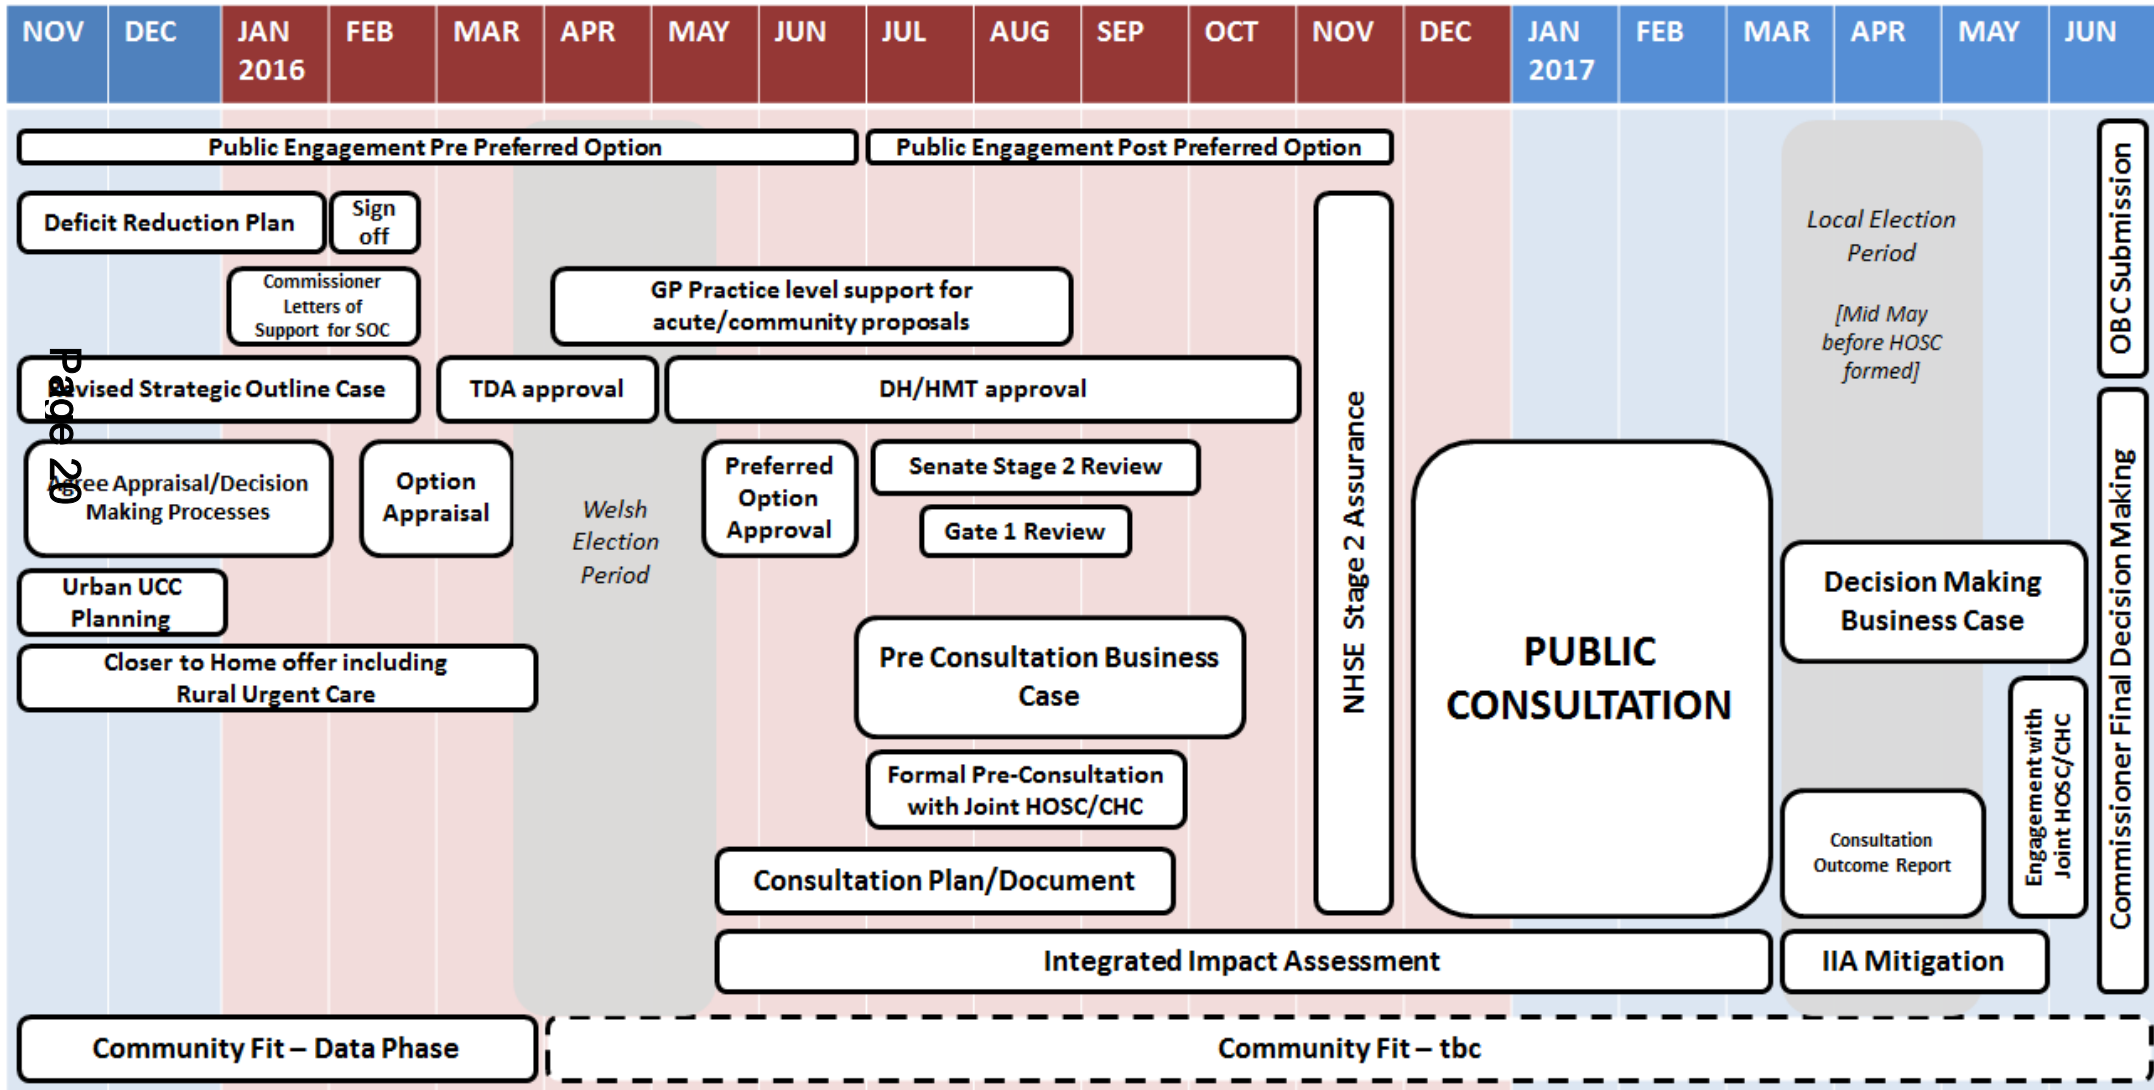 NOV DEC JAN 2016 FEB MAR APR MAY JUN JUL AUG SEP OCT NOV DEC JAN 2017 FEB MAR APR MAY JUN
Public Engagement Pre Preferred Option
Public Engagement Post Preferred Option
Deficit Reduction Plan
Sign
off
Commissioner
Letters of
Support for SOC
GP Practice level support for
acute/community proposals
Revised Strategic Outline Case
TDA approval
DH/HMT approval
Page 20
Agree Appraisal/Decision
Making Processes
Option
Appraisal
Welsh
Election
Period
Preferred
Option
Approval
Senate Stage 2 Review
Gate 1 Review
Urban UCC
Planning
Closer to Home offer including
Rural Urgent Care
Pre Consultation Business
Case
Formal Pre-Consultation
with Joint HOSC/CHC
Consultation Plan/Document
Integrated Impact Assessment
NHSE Stage 2 Assurance
PUBLIC
CONSULTATION
Local Election
Period
[Mid May
before HOSC
formed]
Decision Making
Business Case
Consultation
Outcome Report
Engagement with
Joint HOSC/CHC
IIA Mitigation
OBC Submission
Commissioner Final Decision Making
Community Fit – Data Phase
Community Fit – tbc